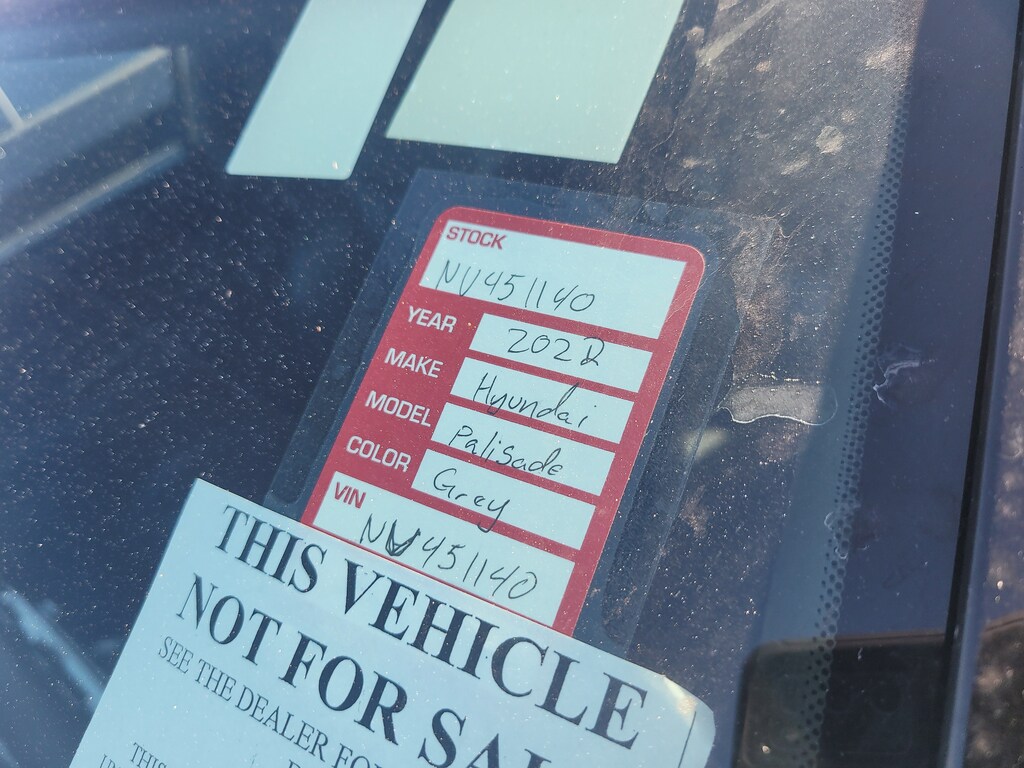 STOCK
NU451140
YEAR 2022
MAKE Hyundai
MODEL Palisade
COLOR Grey
VIN
NU451140
THIS VEHICLE
NOT FOR
SEE THE DEALER
THIS